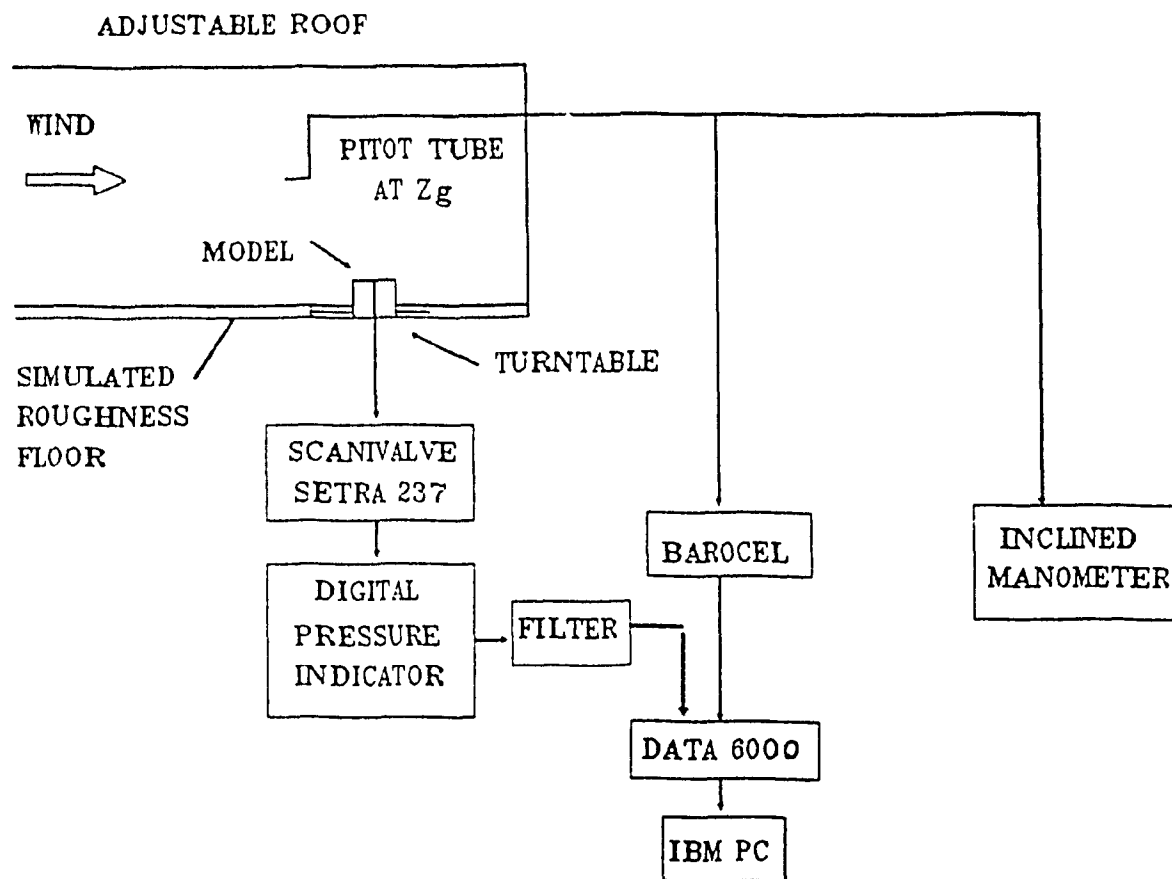 ADJUSTABLE ROOF
WIND
PITOT TUBE
AT Zg
MODEL
TURNTABLE
SIMULATED
ROUGHNESS
FLOOR
SCANIVALVE
SETRA 237
DIGITAL
PRESSURE
INDICATOR
FILTER
BAROCEL
INCLINED
MANOMETER
DATA 6000
IBM PC